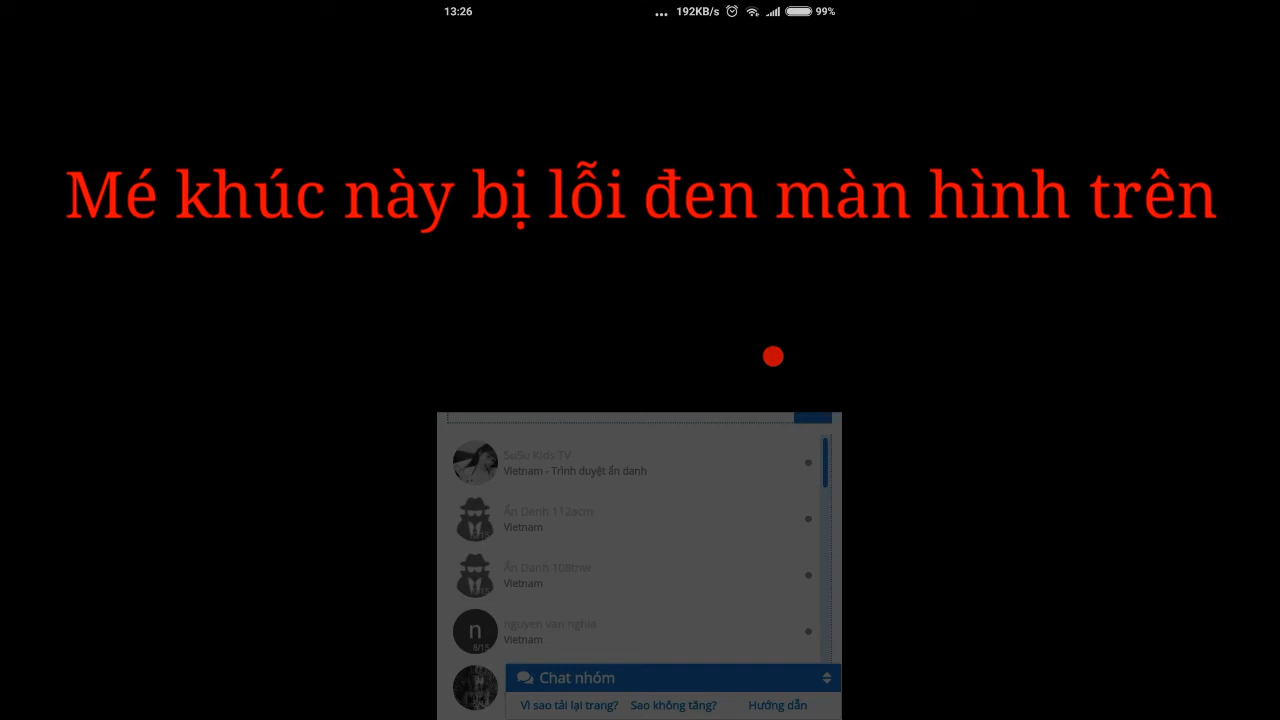 13:26
... 192KB/s 99%
Mé khúc này bị lỗi đen màn hình trên
SuSu Kids TV
Vietnam - Trình duyệt ẩn danh
Ẩn Danh 112acm
Vietnam
Ẩn Danh 108tnw
Vietnam
n
6/15
nguyen van nghia
Vietnam
Chat nhóm
Vì sao tải lại trang? Sao không tăng? Hướng dẫn